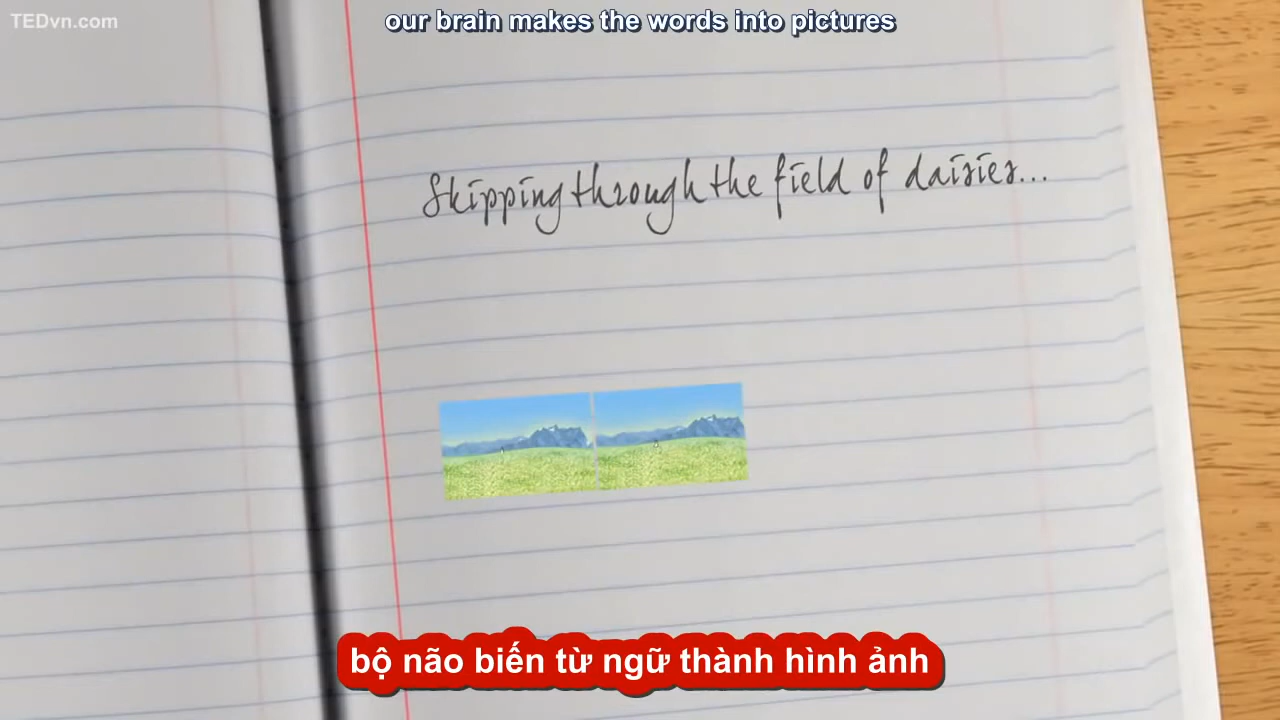 TEDvn.com
our brain makes the words into pictures
Skipping through the field of daisies...
bộ não biến từ ngữ thành hình ảnh